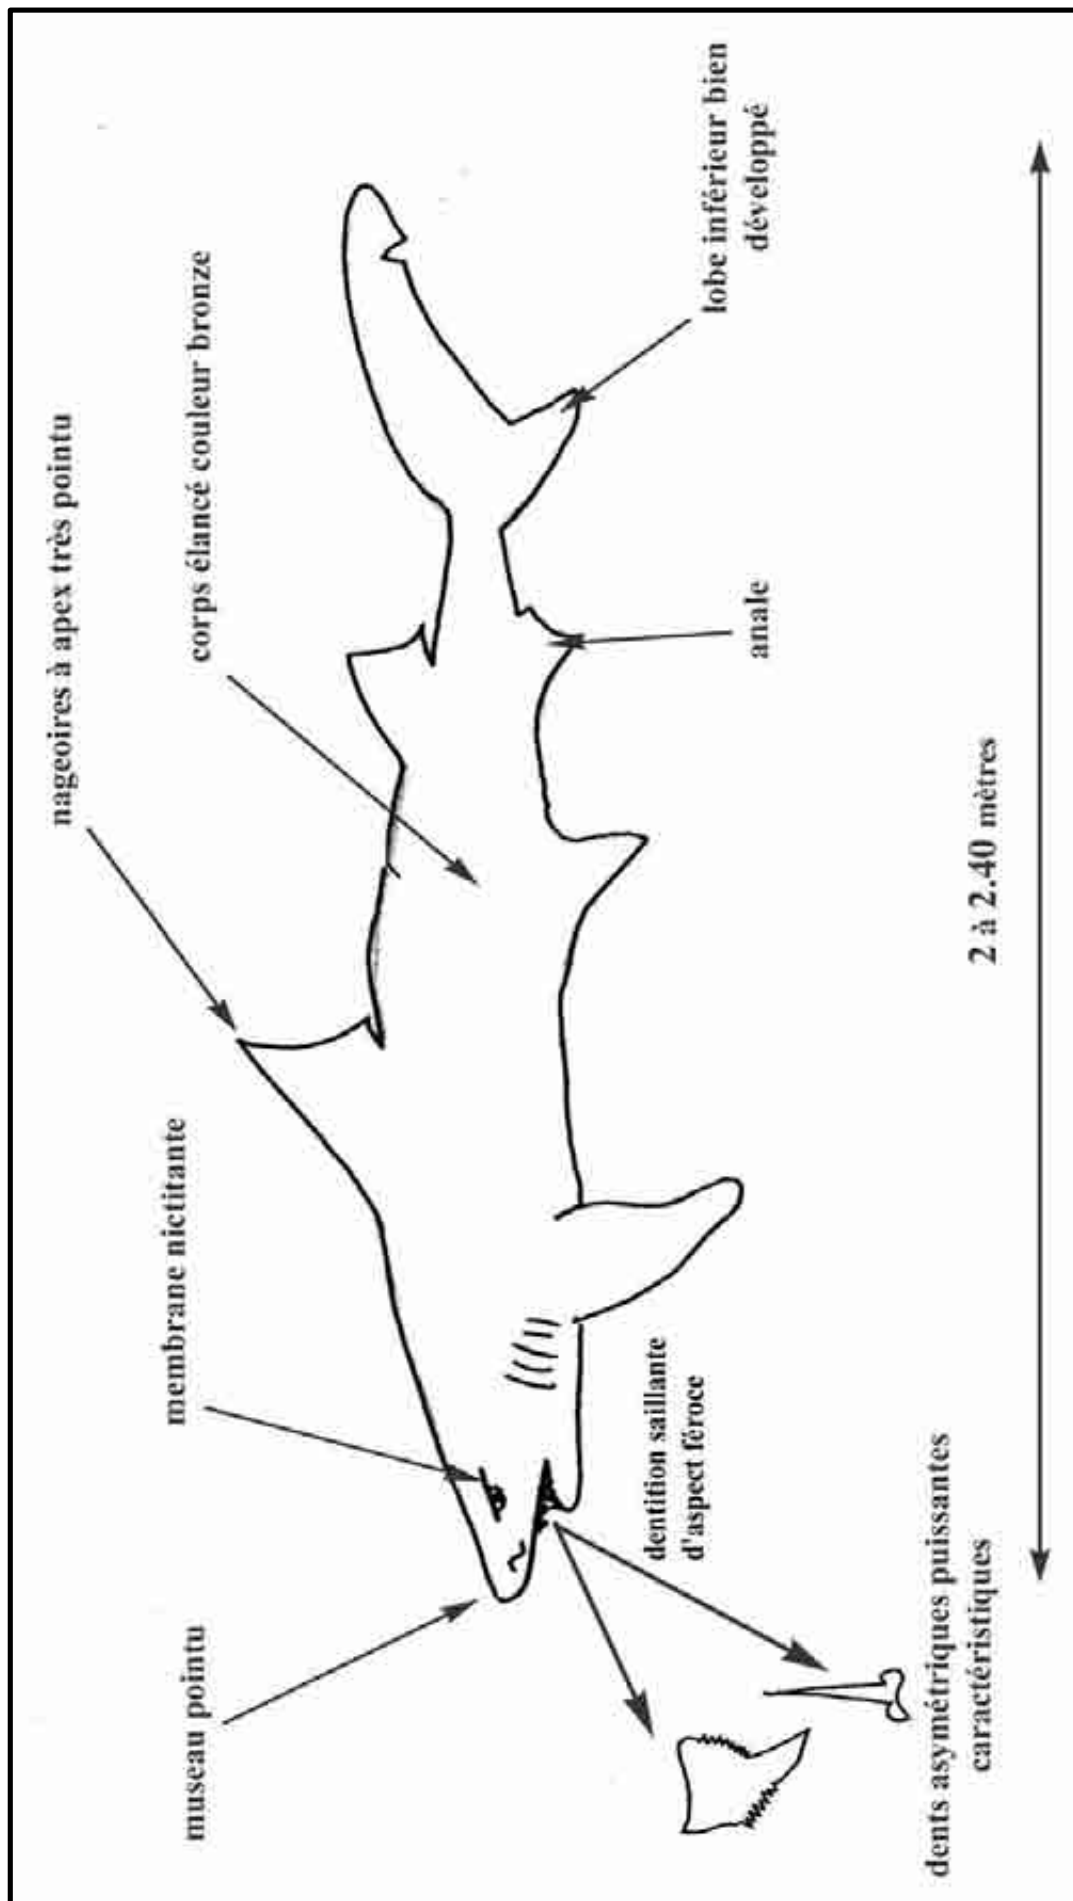 museau pointu
membrane nictitante
nageoires à apex très pointu
corps élancé couleur bronze
dentition saillante
d'aspect féroce
anale
lobe inférieur bien
développé
dents asymétriques puissantes
caractéristiques
2 à 2.40 mètres